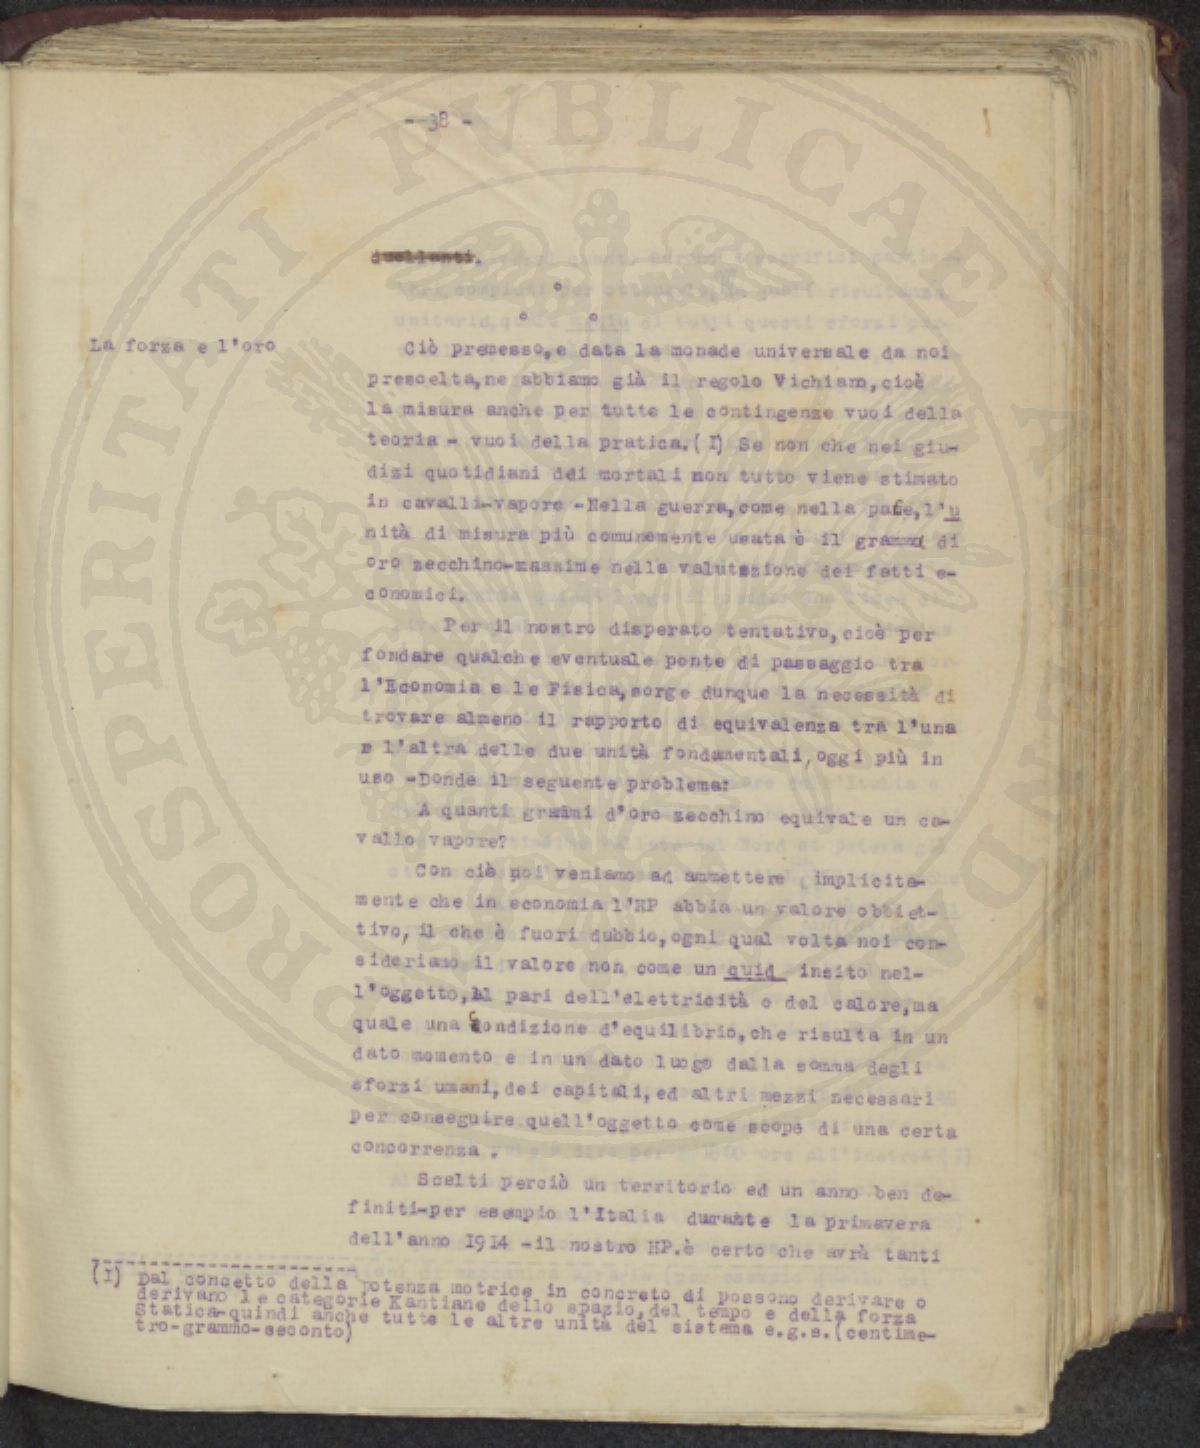 - 38 -
duellanti.
La forza e l'oro
Ciò premesso,e data la monade universale da noi
prescelta,ne abbiamo già il regolo Vichiano,cioè
la misura anche per tutte le contingenze vuoi della
teoria - vuoi della pratica.(I) Se non che nei giu-
dizi quotidiani dei mortali non tutto viene stimato
in cavalli-vapore -Nella guerra,come nella pace,l'u
nità di misura più comunemente usata è il grammo di
oro zecchino-massime nella valutazione dei fatti e-
conomici.
Per il nostro disperato tentativo,cioè per
fondare qualche eventuale ponte di passaggio tra
l'Economia e le Fisica,sorge dunque la necessità di
trovare almeno il rapporto di equivalenza tra l'una
e l'altra delle due unità fondamentali,oggi più in
uso -Donde il seguente problema:
A quanti grammi d'oro zecchino equivale un ca-
vallo vapore?
Con ciò noi veniamo ad ammettere implicita-
mente che in economia l'HP abbia un valore obbiet-
tivo, il che è fuori dubbio,ogni qual volta noi con-
sideriamo il valore non come un quid insito nel-
l'oggetto,al pari dell'elettricità o del calore,ma
quale una condizione d'equilibrio,che risulta in un
dato momento e in un dato luogo dalla somma degli
sforzi umani,dei capitali,ed altri mezzi necessari
per conseguire quell'oggetto come scopo di una certa
concorrenza .
Scelti perciò un territorio ed un anno ben de-
finiti-per esempio l'Italia durante la primavera
dell'anno 1914 -il nostro HP.è certo che avrà tanti
(I) Dal concetto della potenza motrice in concreto di possono derivare o
derivano le categorie Kantiane dello spazio,del tempo e della forza
Statica-quindi anche tutte le altre unità del sistema e.g.s.(centime-
tro-grammo-seconto)
PROSPERITATI PUBLICAE